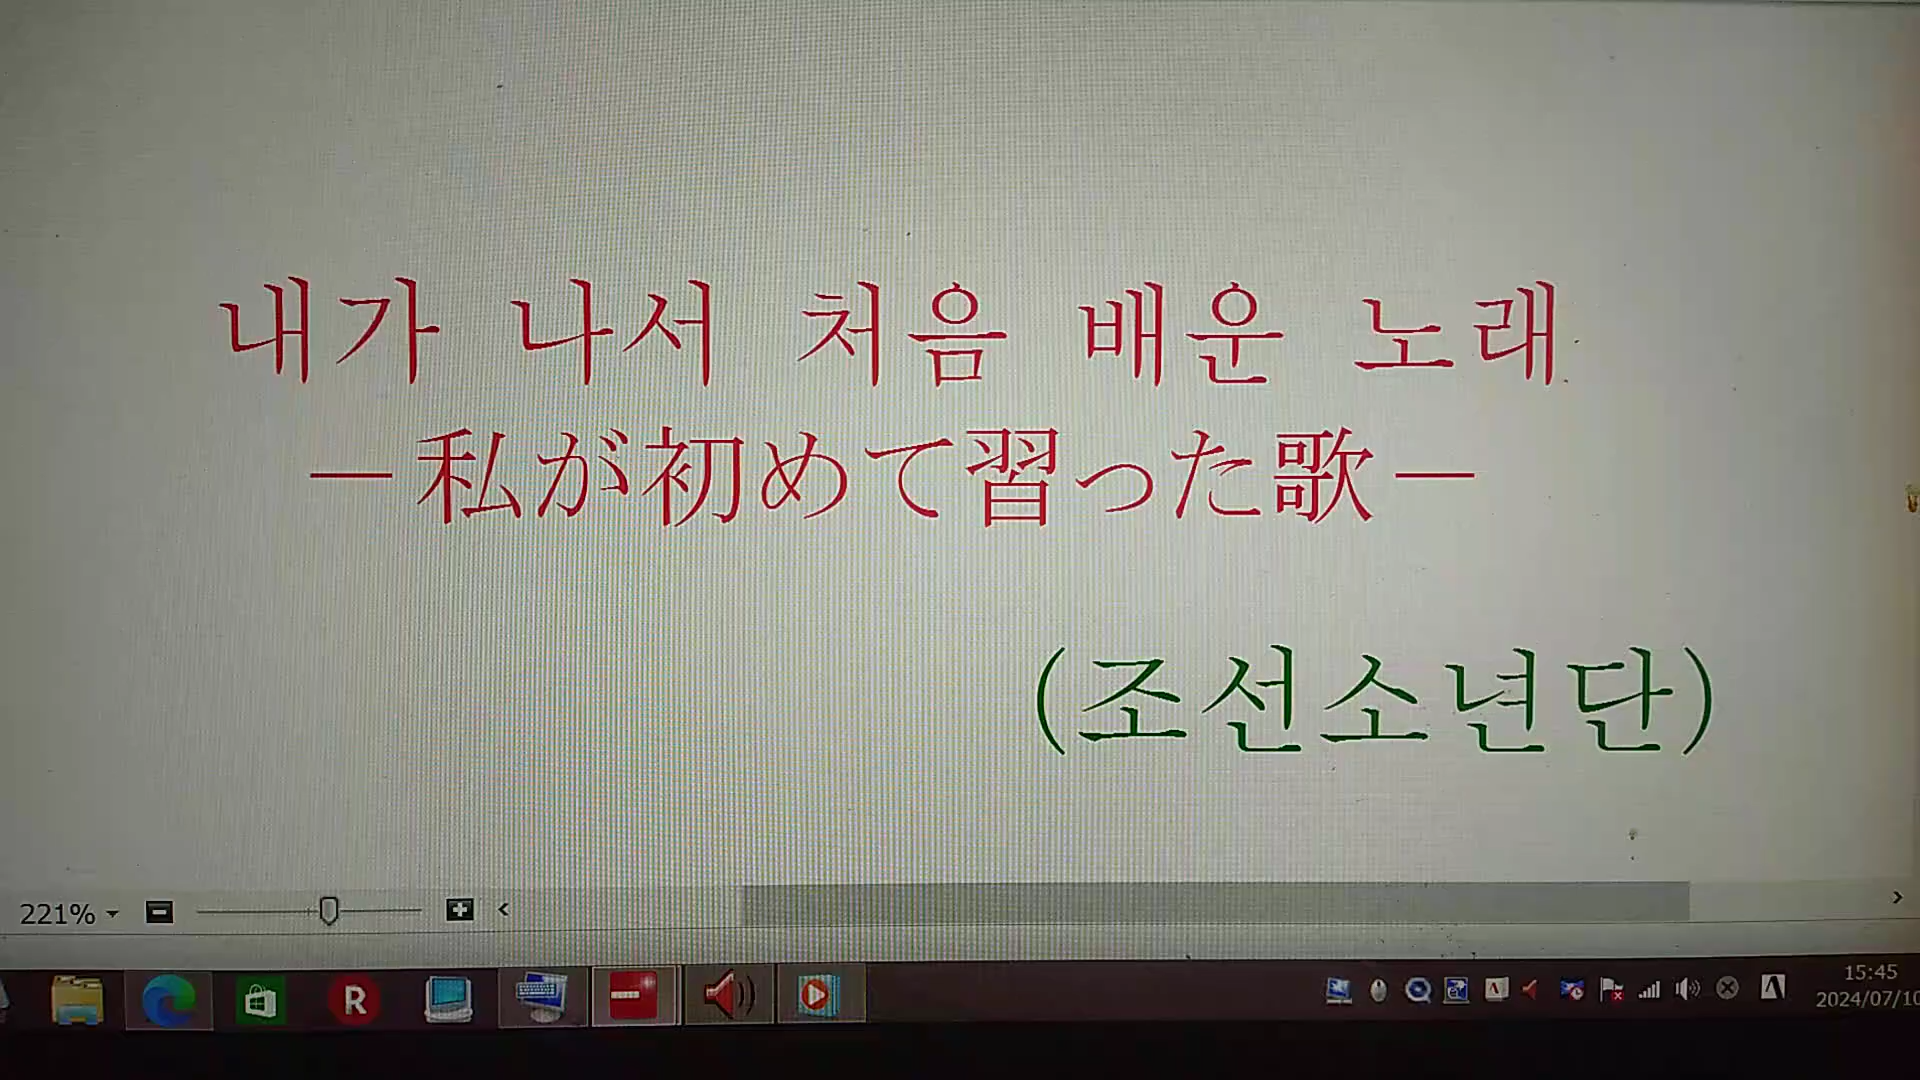 내가 나서 처음 배운 노래
－私が初めて習った歌－
(조선소년단)
221%
R
15:45
2024/07/10